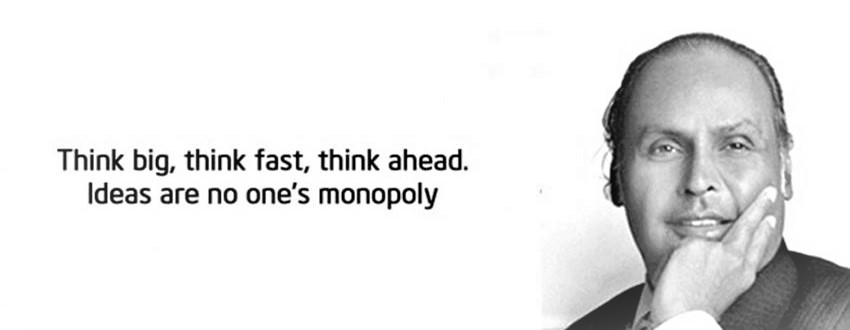 Think big, think fast, think ahead.
Ideas are no one's monopoly